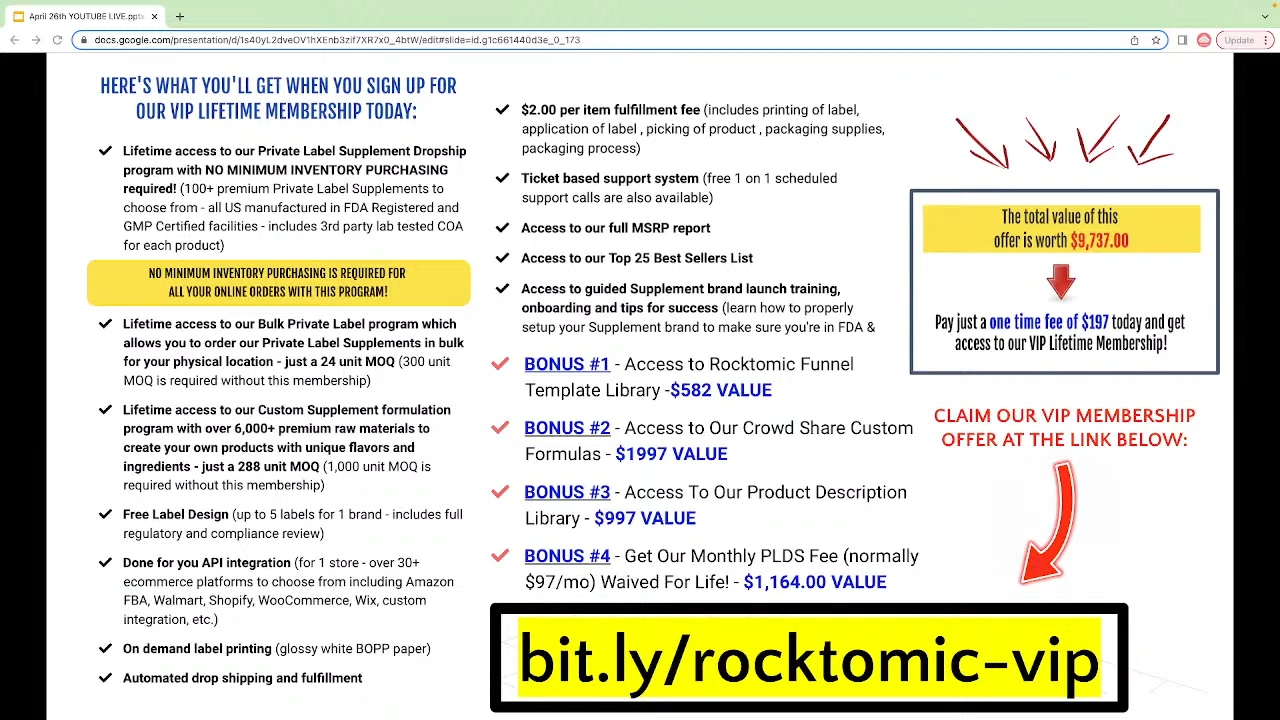 April 26th YOUTUBE LIVE.pptx
docs.google.com/presentation/d/1s40yL2dveOV1hXEnb3zif7XR7x0_4btW/edit#slide=id.g1c661440d3e_0_173
Update
HERE'S WHAT YOU'LL GET WHEN YOU SIGN UP FOR
OUR VIP LIFETIME MEMBERSHIP TODAY:
Lifetime access to our Private Label Supplement Dropship
program with NO MINIMUM INVENTORY PURCHASING
required! (100+ premium Private Label Supplements to
choose from - all US manufactured in FDA Registered and
GMP Certified facilities - includes 3rd party lab tested COA
for each product)
NO MINIMUM INVENTORY PURCHASING IS REQUIRED FOR
ALL YOUR ONLINE ORDERS WITH THIS PROGRAM!
Lifetime access to our Bulk Private Label program which
allows you to order our Private Label Supplements in bulk
for your physical location - just a 24 unit MOQ (300 unit
MOQ is required without this membership)
Lifetime access to our Custom Supplement formulation
program with over 6,000+ premium raw materials to
create your own products with unique flavors and
ingredients - just a 288 unit MOQ (1,000 unit MOQ is
required without this membership)
Free Label Design (up to 5 labels for 1 brand - includes full
regulatory and compliance review)
Done for you API integration (for 1 store - over 30+
ecommerce platforms to choose from including Amazon
FBA, Walmart, Shopify, WooCommerce, Wix, custom
integration, etc.)
On demand label printing (glossy white BOPP paper)
Automated drop shipping and fulfillment
$2.00 per item fulfillment fee (includes printing of label,
application of label , picking of product , packaging supplies,
packaging process)
Ticket based support system (free 1 on 1 scheduled
support calls are also available)
Access to our full MSRP report
Access to our Top 25 Best Sellers List
Access to guided Supplement brand launch training,
onboarding and tips for success (learn how to properly
setup your Supplement brand to make sure you're in FDA &
BONUS #1 - Access to Rocktomic Funnel
Template Library -$582 VALUE
BONUS #2 - Access to Our Crowd Share Custom
Formulas - $1997 VALUE
BONUS #3 - Access To Our Product Description
Library - $997 VALUE
BONUS #4 - Get Our Monthly PLDS Fee (normally
$97/mo) Waived For Life! - $1,164.00 VALUE
bit.ly/rocktomic-vip
The total value of this
offer is worth $9,737.00
Pay just a one time fee of $197 today and get
access to our VIP Lifetime Membership!
CLAIM OUR VIP MEMBERSHIP
OFFER AT THE LINK BELOW: